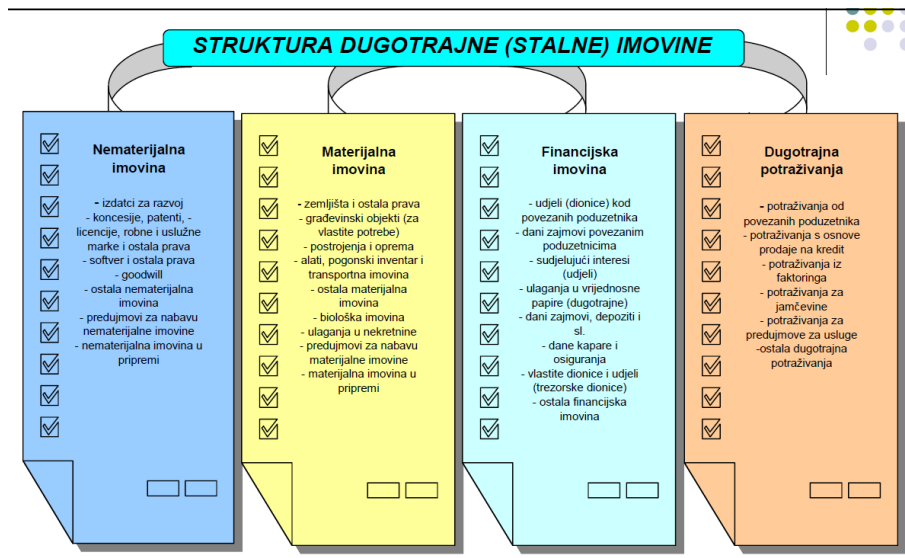 STRUKTURA DUGOTRAJNE (STALNE) IMOVINE
Nematerijalna
imovina
- izdatci za razvoj
- koncesije, patenti, -
licencije, robne i uslužne
marke i ostala prava
- softver i ostala prava
- goodwill
- ostala nematerijalna
imovina
- predujmovi za nabavu
nematerijalne imovine
- nematerijalna imovina u
pripremi
Materijalna
imovina
- zemljišta i ostala prava
- građevinski objekti (za
vlastite potrebe)
- postrojenja i oprema
- alati, pogonski inventar i
transportna imovina
- ostala materijalna
imovina
- biološka imovina
- ulaganja u nekretnine
- predujmovi za nabavu
materijalne imovine
- materijalna imovina u
pripremi
Financijska
imovina
- udjeli (dionice) kod
povezanih poduzetnika
- dani zajmovi povezanim
poduzetnicima
- sudjelujući interesi
(udjeli)
- ulaganja u vrijednosne
papire (dugotrajne)
- dani zajmovi, depoziti i
sl.
- dane kapare i
osiguranja
- vlastite dionice i udjeli
(trezorske dionice)
- ostala financijska
imovina
Dugotrajna
potraživanja
- potraživanja od
povezanih poduzetnika
- potraživanja s osnove
prodaje na kredit
- potraživanja iz
faktoringa
- potraživanja za
jamčevine
- potraživanja za
predujmove za usluge
-ostala dugotrajna
potraživanja